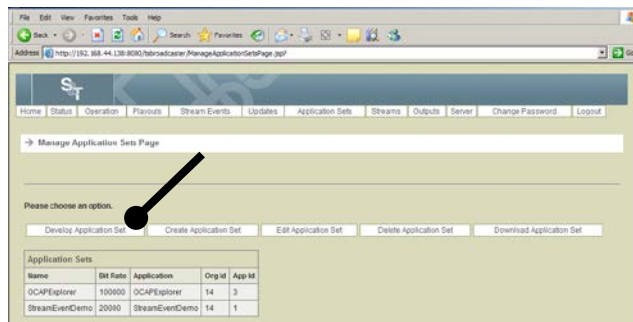 File Edit View Favorites Tools Help
Back Search Favorites
Address http://192.168.44.138:8080/tsbroadcaster/ManageApplicationSetsPage.jsp? Go
S&T
Home Status Operation Playouts Stream Events Updates Application Sets Streams Outputs Server Change Password Logout
Manage Application Sets Page
Please choose an option.
Develop Application Set Create Application Set Edit Application Set Delete Application Set Download Application Set
Application Sets
Name Bit Rate Application Org id App Id
OCAPExplorer 100000 OCAPExplorer 14 3
StreamEventDemo 20000 StreamEventDemo 14 1